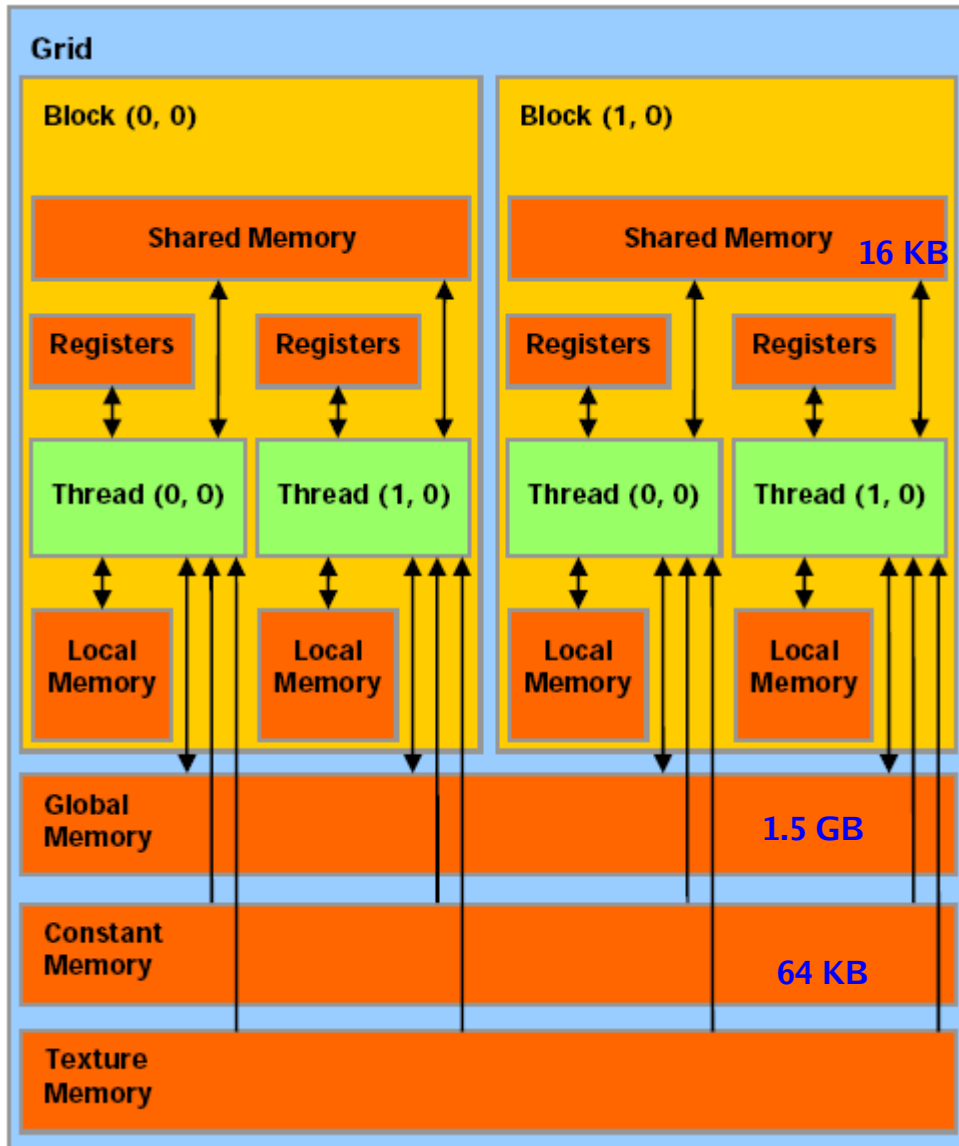 Grid
Block (0, 0)
Block (1, 0)
Shared Memory
Shared Memory
16 KB
Registers
Registers
Registers
Registers
Thread (0, 0)
Thread (1, 0)
Thread (0, 0)
Thread (1, 0)
Local
Memory
Local
Memory
Local
Memory
Local
Memory
Global
Memory
1.5 GB
Constant
Memory
64 KB
Texture
Memory